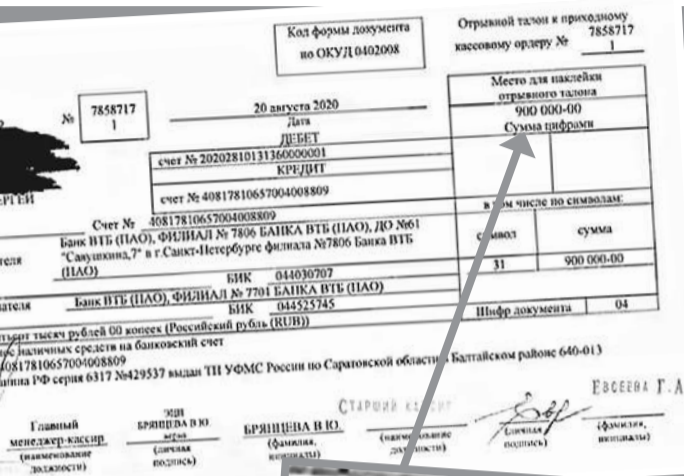 Код формы документа
по ОКУД 0402008
Отрывной талон к приходному
кассовому ордеру № 7858717
1
№ 7858717
1
20 августа 2020
Дата
Место для наклейки
отрывного талона
900 000-00
Сумма цифрами
ДЕБЕТ
счет № 20202810131360000001
КРЕДИТ
счет № 40817810657004008809
Счет № 40817810657004008809
Банк ВТБ (ПАО), ФИЛИАЛ № 7806 БАНКА ВТБ (ПАО), ДО №61
"Савушкина,7" в г.Санкт-Петербурге филиала №7806 Банка ВТБ
(ПАО)
БИК 044030707
Банк ВТБ (ПАО), ФИЛИАЛ № 7701 БАНКА ВТБ (ПАО)
БИК 044525745
в том числе по символам:
символ сумма
31 900 000-00
Шифр документа 04
тысяч рублей 00 копеек (Российский рубль (RUB))
наличных средств на банковский счет
40817810657004008809
РФ серия 6317 №429537 выдан ТП УФМС России по Саратовской области в Балтайском районе 640-013
Главный
менеджер-кассир
(наименование
должности)
(личная
подпись)
БРЯНЦЕВА В Ю.
(фамилия,
инициалы)
СТАРШИЙ
(наименование
должности)
(личная
подпись)
ЕВСЕЕВА Г.А
(фамилия,
инициалы)